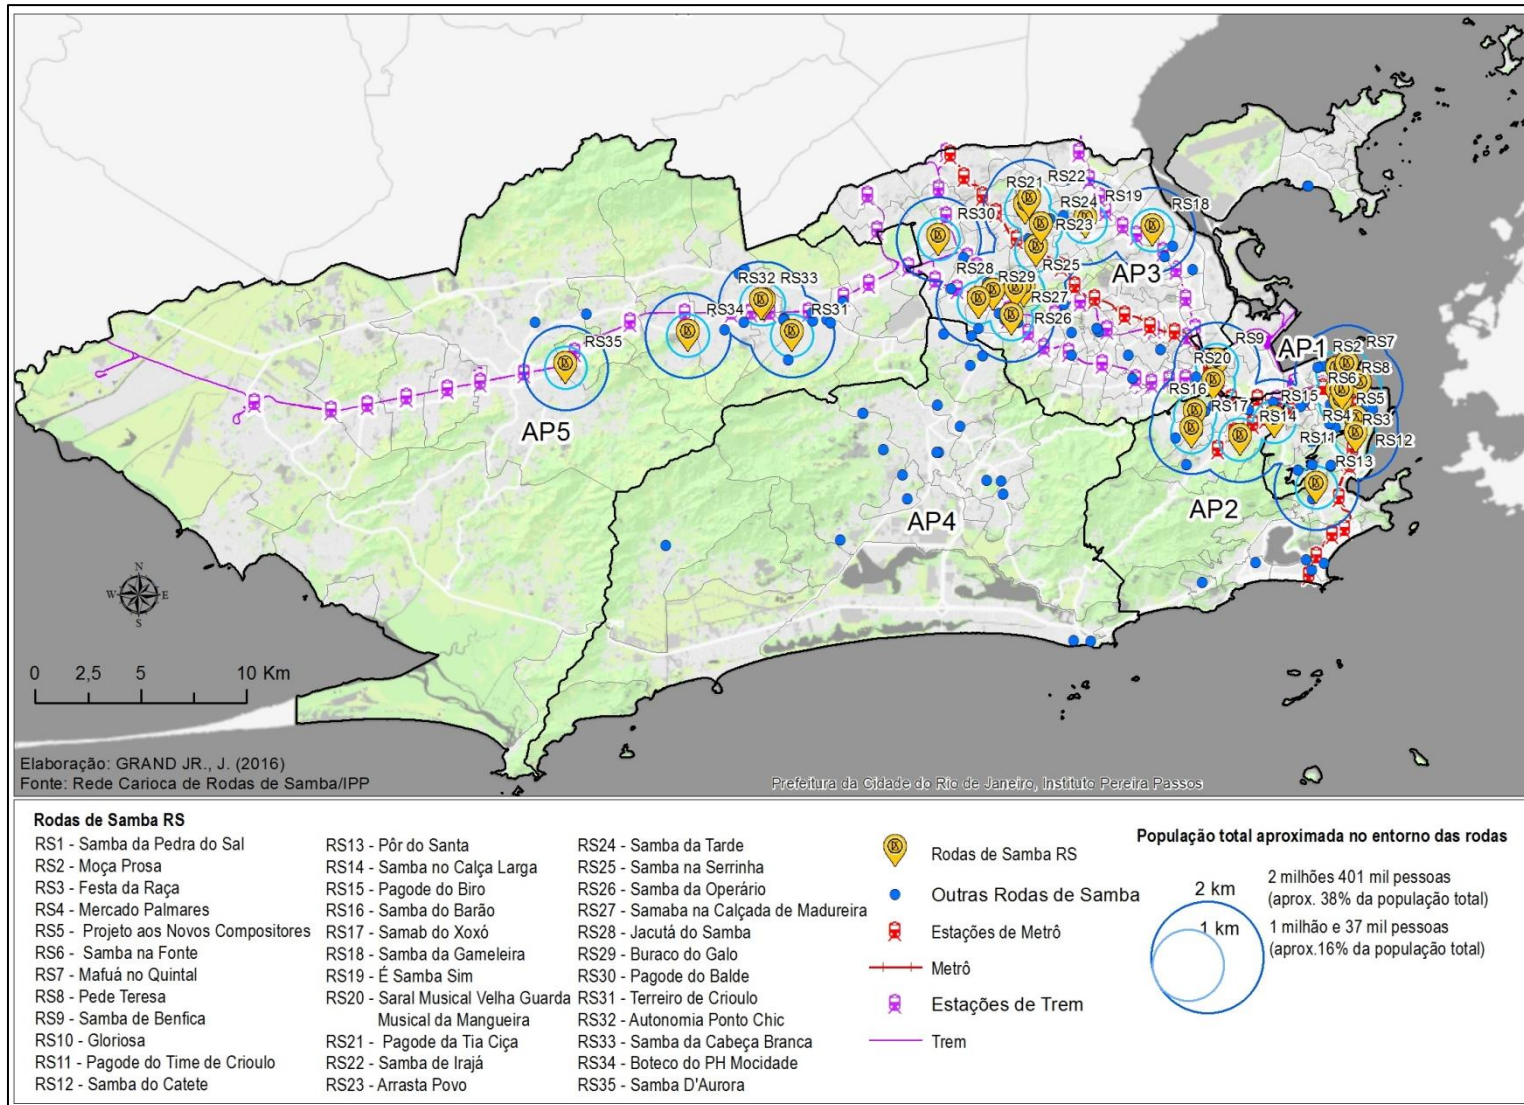 RS21
RS22
RS24
RS19
RS18
RS30
RS23
RS25
AP3
RS28
RS29
RS27
RS26
RS32
RS33
RS34
RS31
RS35
AP5
RS9
AP1
RS2
RS7
RS20
RS6
RS8
RS16
RS15
RS5
RS17
RS14
RS4
RS3
RS11
RS12
RS13
AP2
AP4
N
W
E
S
0
2,5
5
10 Km
Elaboração: GRAND JR., J. (2016)
Fonte: Rede Carioca de Rodas de Samba/IPP
Prefeitura da Cidade do Rio de Janeiro, Instituto Pereira Passos
Rodas de Samba RS
RS1 - Samba da Pedra do Sal
RS2 - Moça Prosa
RS3 - Festa da Raça
RS4 - Mercado Palmares
RS5 - Projeto aos Novos Compositores
RS6 - Samba na Fonte
RS7 - Mafuá no Quintal
RS8 - Pede Teresa
RS9 - Samba de Benfica
RS10 - Gloriosa
RS11 - Pagode do Time de Crioulo
RS12 - Samba do Catete
RS13 - Pôr do Santa
RS14 - Samba no Calça Larga
RS15 - Pagode do Biro
RS16 - Samba do Barão
RS17 - Samab do Xoxó
RS18 - Samba da Gameleira
RS19 - É Samba Sim
RS20 - Saral Musical Velha Guarda
Musical da Mangueira
RS21 - Pagode da Tia Ciça
RS22 - Samba de Irajá
RS23 - Arrasta Povo
RS24 - Samba da Tarde
RS25 - Samba na Serrinha
RS26 - Samba da Operário
RS27 - Samaba na Calçada de Madureira
RS28 - Jacutá do Samba
RS29 - Buraco do Galo
RS30 - Pagode do Balde
RS31 - Terreiro de Crioulo
RS32 - Autonomia Ponto Chic
RS33 - Samba da Cabeça Branca
RS34 - Boteco do PH Mocidade
RS35 - Samba D'Aurora
Rodas de Samba RS
Outras Rodas de Samba
Estações de Metrô
Metrô
Estações de Trem
Trem
População total aproximada no entorno das rodas
2 km
1 km
2 milhões 401 mil pessoas
(aprox. 38% da população total)
1 milhão e 37 mil pessoas
(aprox.16% da população total)